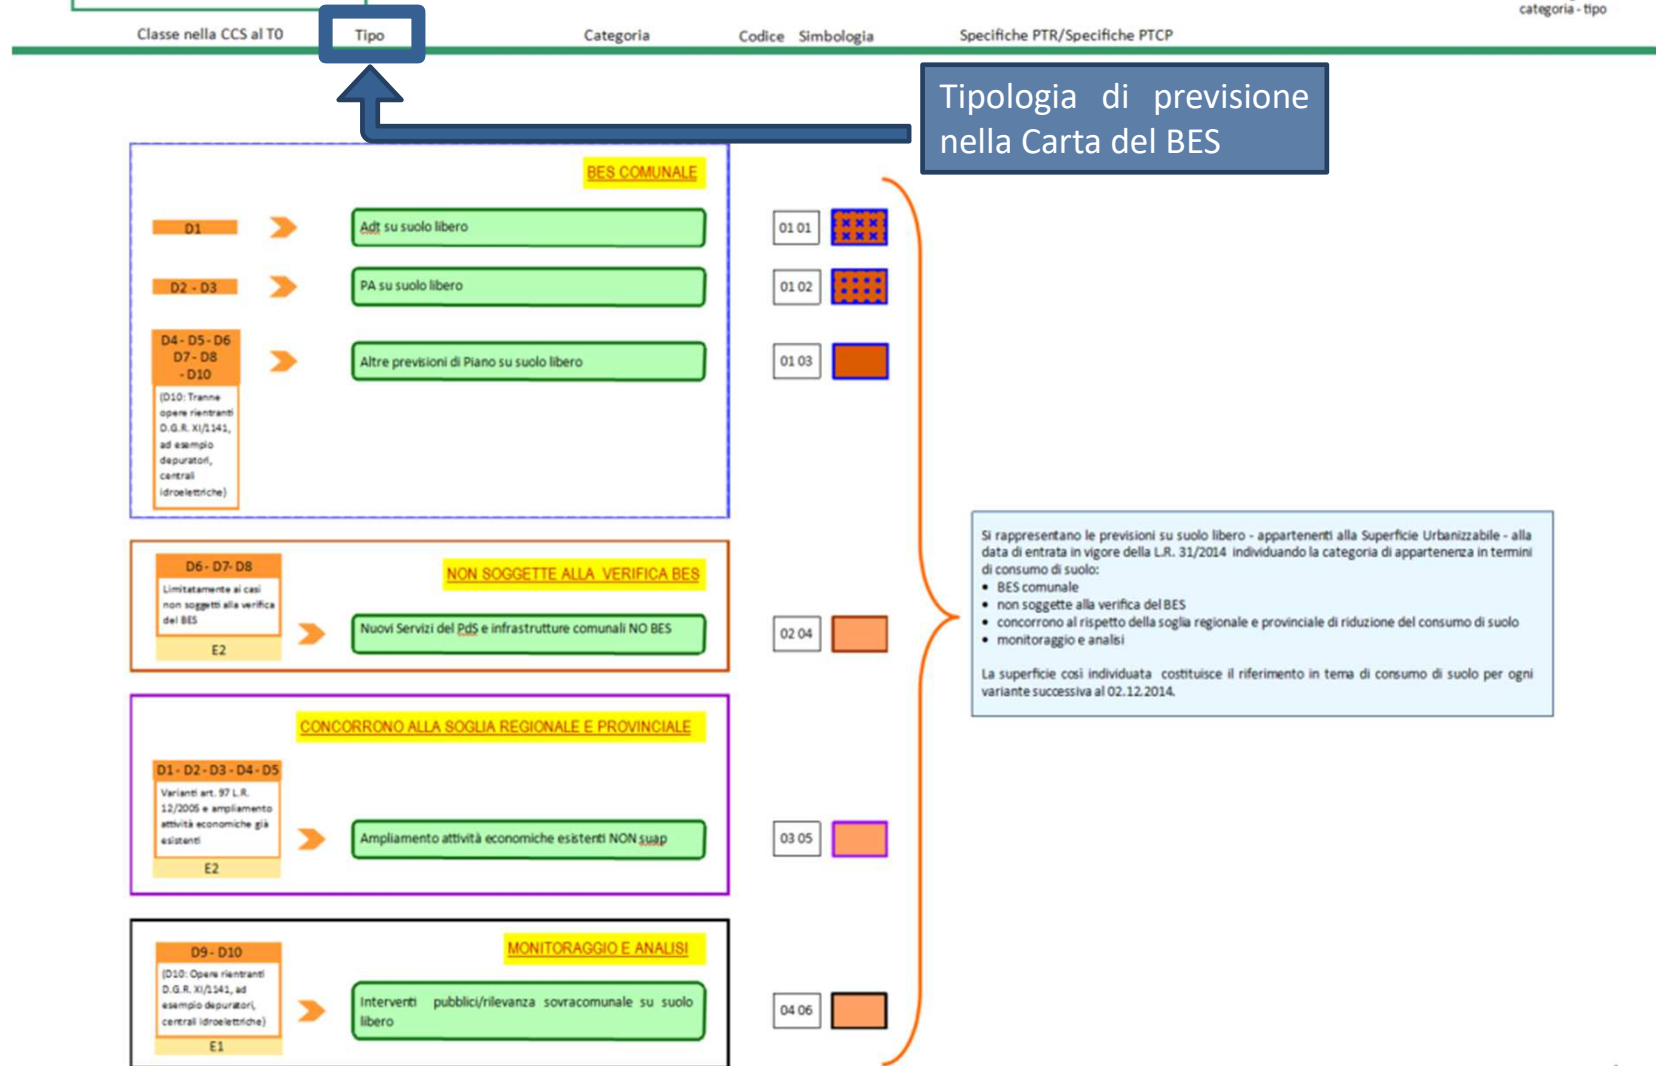 categoria - tipo
Classe nella CCS al T0
Tipo
Categoria
Codice
Simbologia
Specifiche PTR/Specifiche PTCP
Tipologia di previsione
nella Carta del BES
BES COMUNALE
D1
Adt su suolo libero
01 01
D2 - D3
PA su suolo libero
01 02
D4 - D5 - D6
D7 - D8
- D10
Altre previsioni di Piano su suolo libero
01 03
(D10: Tranne
opere rientranti
D.G.R. XI/1141,
ad esempio
depuratori,
centrali
idroelettriche)
D6 - D7- D8
Limitatamente ai casi
non soggetti alla verifica
del BES
E2
NON SOGGETTE ALLA VERIFICA BES
Nuovi Servizi del PdS e infrastrutture comunali NO BES
02 04
CONCORRONO ALLA SOGLIA REGIONALE E PROVINCIALE
D1 - D2 - D3 - D4 - D5
Varianti art. 97 L.R.
12/2005 e ampliamento
attività economiche già
esistenti
E2
Ampliamento attività economiche esistenti NON suap
03 05
MONITORAGGIO E ANALISI
D9 - D10
(D10: Opere rientranti
D.G.R. XI/1141, ad
esempio depuratori,
centrali idroelettriche)
E1
Interventi pubblici/rilevanza sovracomunale su suolo
libero
04 06
Si rappresentano le previsioni su suolo libero - appartenenti alla Superficie Urbanizzabile - alla
data di entrata in vigore della L.R. 31/2014 individuando la categoria di appartenenza in termini
di consumo di suolo:
• BES comunale
• non soggette alla verifica del BES
• concorrono al rispetto della soglia regionale e provinciale di riduzione del consumo di suolo
• monitoraggio e analisi
La superficie così individuata costituisce il riferimento in tema di consumo di suolo per ogni
variante successiva al 02.12.2014.